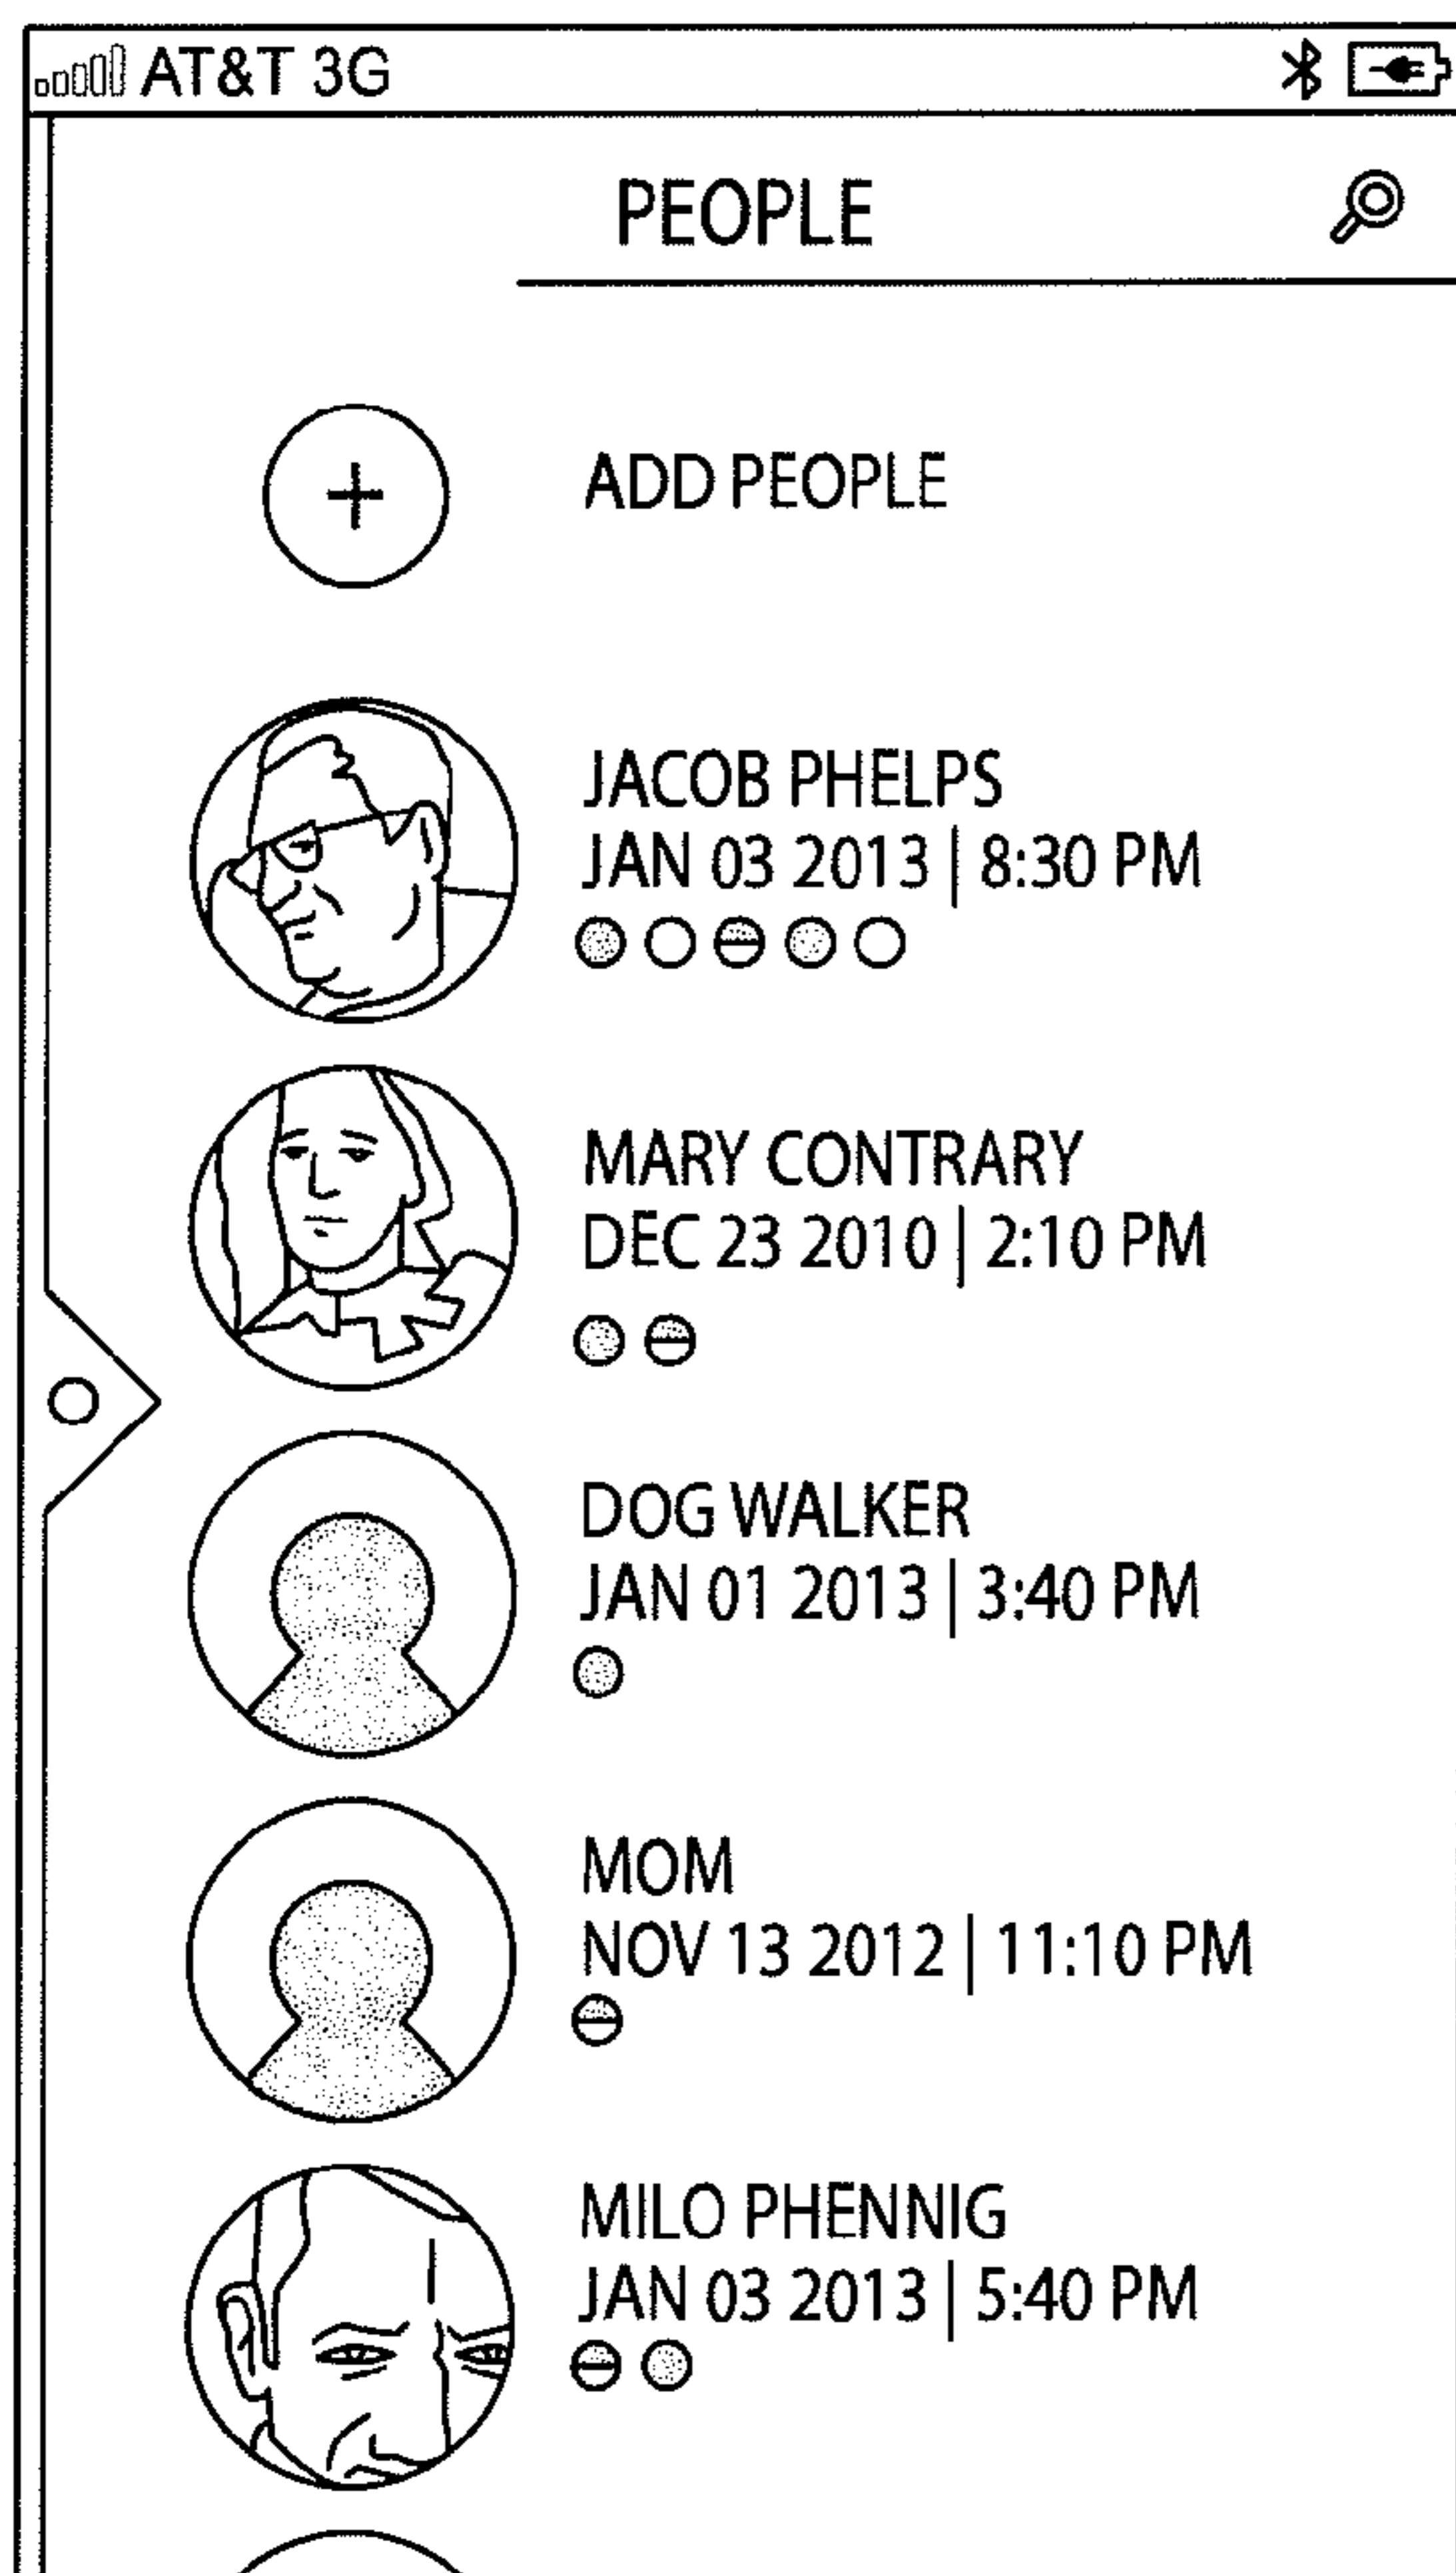 AT&T 3G
PEOPLE
ADD PEOPLE
JACOB PHELPS
JAN 03 2013 | 8:30 PM
MARY CONTRARY
DEC 23 2010 | 2:10 PM
DOG WALKER
JAN 01 2013 | 3:40 PM
MOM
NOV 13 2012 | 11:10 PM
MILO PHENNIG
JAN 03 2013 | 5:40 PM